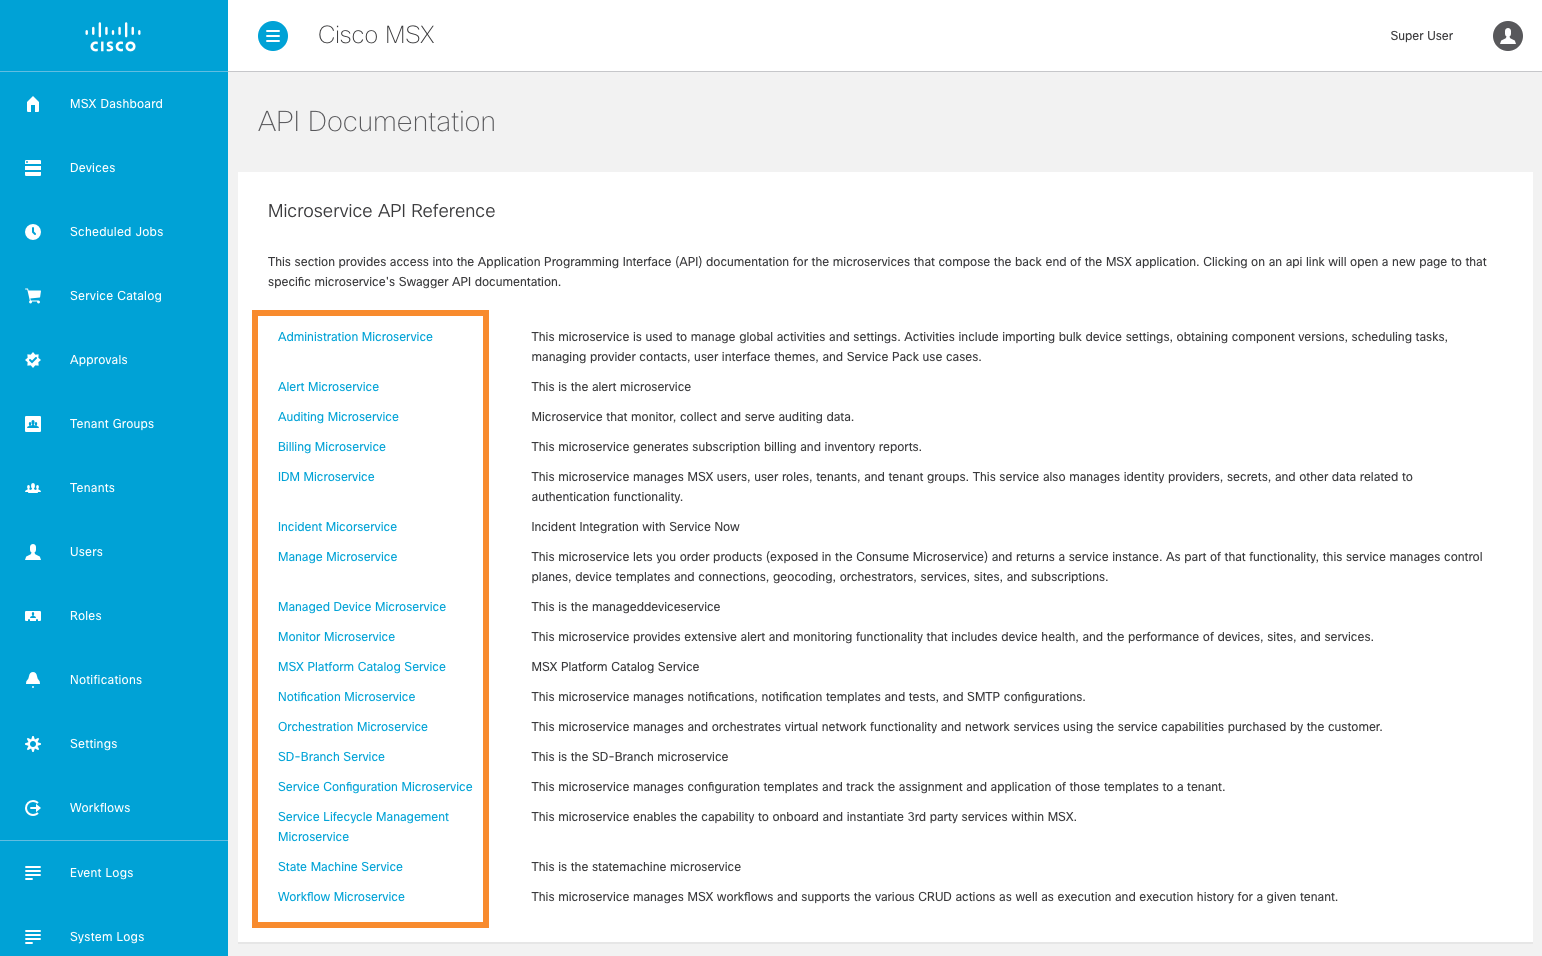 CISCO
Cisco MSX
Super User
MSX Dashboard
Devices
Scheduled Jobs
Service Catalog
Approvals
Tenant Groups
Tenants
Users
Roles
Notifications
Settings
Workflows
Event Logs
System Logs
API Documentation
Microservice API Reference
This section provides access into the Application Programming Interface (API) documentation for the microservices that compose the back end of the MSX application. Clicking on an api link will open a new page to that
specific microservice's Swagger API documentation.
Administration Microservice
This microservice is used to manage global activities and settings. Activities include importing bulk device settings, obtaining component versions, scheduling tasks,
managing provider contacts, user interface themes, and Service Pack use cases.
Alert Microservice
This is the alert microservice
Auditing Microservice
Microservice that monitor, collect and serve auditing data.
Billing Microservice
This microservice generates subscription billing and inventory reports.
IDM Microservice
This microservice manages MSX users, user roles, tenants, and tenant groups. This service also manages identity providers, secrets, and other data related to
authentication functionality.
Incident Micorservice
Incident Integration with Service Now
Manage Microservice
This microservice lets you order products (exposed in the Consume Microservice) and returns a service instance. As part of that functionality, this service manages control
planes, device templates and connections, geocoding, orchestrators, services, sites, and subscriptions.
Managed Device Microservice
This is the manageddeviceservice
Monitor Microservice
This microservice provides extensive alert and monitoring functionality that includes device health, and the performance of devices, sites, and services.
MSX Platform Catalog Service
MSX Platform Catalog Service
Notification Microservice
This microservice manages notifications, notification templates and tests, and SMTP configurations.
Orchestration Microservice
This microservice manages and orchestrates virtual network functionality and network services using the service capabilities purchased by the customer.
SD-Branch Service
This is the SD-Branch microservice
Service Configuration Microservice
This microservice manages configuration templates and track the assignment and application of those templates to a tenant.
Service Lifecycle Management
Microservice
This microservice enables the capability to onboard and instantiate 3rd party services within MSX.
State Machine Service
This is the statemachine microservice
Workflow Microservice
This microservice manages MSX workflows and supports the various CRUD actions as well as execution and execution history for a given tenant.